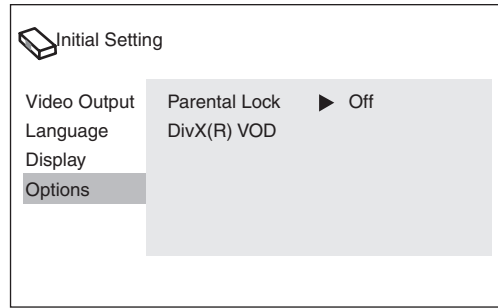 Initial Setting
Video Output Parental Lock ▶ Off
Language DivX(R) VOD
Display
Options